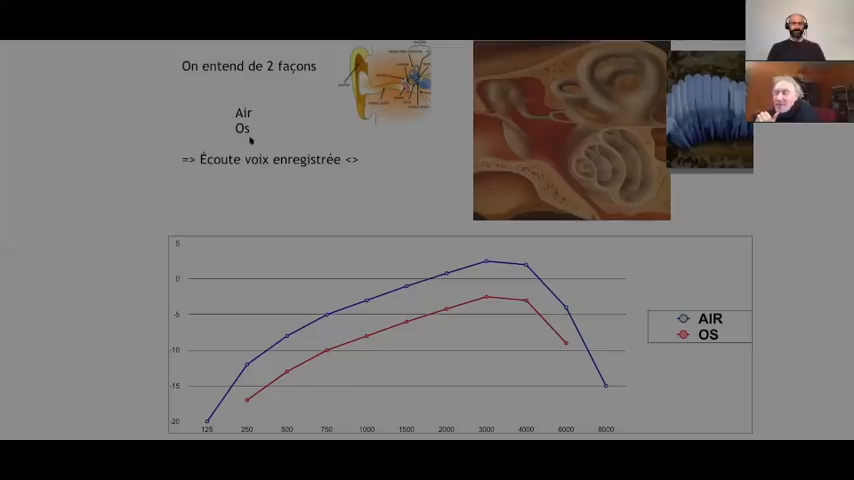 On entend de 2 façons
Air
Os
=> Écoute voix enregistrée <>
5
0
-5
-10
-15
-20
125 250 500 750 1000 1500 2000 3000 4000 6000 8000
AIR
OS